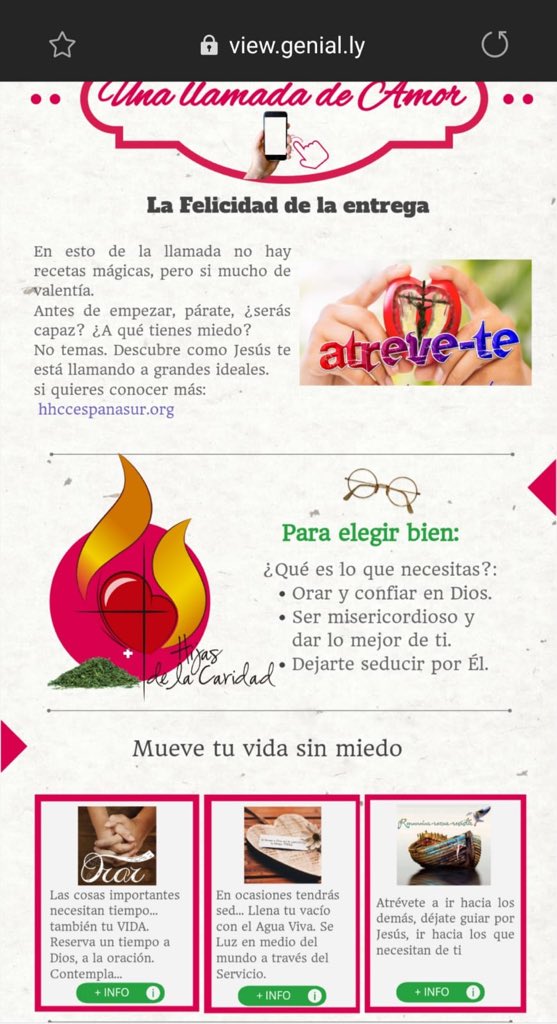 view.genial.ly
Una llamada de Amor
La Felicidad de la entrega
En esto de la llamada no hay
recetas mágicas, pero si mucho de
valentía.
Antes de empezar, párate, ¿serás
capaz? ¿A qué tienes miedo?
No temas. Descubre como Jesús te
está llamando a grandes ideales.
si quieres conocer más:
hhccespanasur.org
atreve-te
Para elegir bien:
¿Qué es lo que necesitas?:
• Orar y confiar en Dios.
• Ser misericordioso y
dar lo mejor de ti.
• Dejarte seducir por Él.
Hijas
de la Caridad
Mueve tu vida sin miedo
Orar
Las cosas importantes
necesitan tiempo...
también tu VIDA.
Reserva un tiempo a
Dios, a la oración.
Contempla...
+ INFO i
En ocasiones tendrás
sed... Llena tu vacío
con el Agua Viva. Se
Luz en medio del
mundo a través del
Servicio.
+ INFO i
Atrévete a ir hacia los
demás, déjate guiar por
Jesús, ir hacia los que
necesitan de ti
+ INFO i